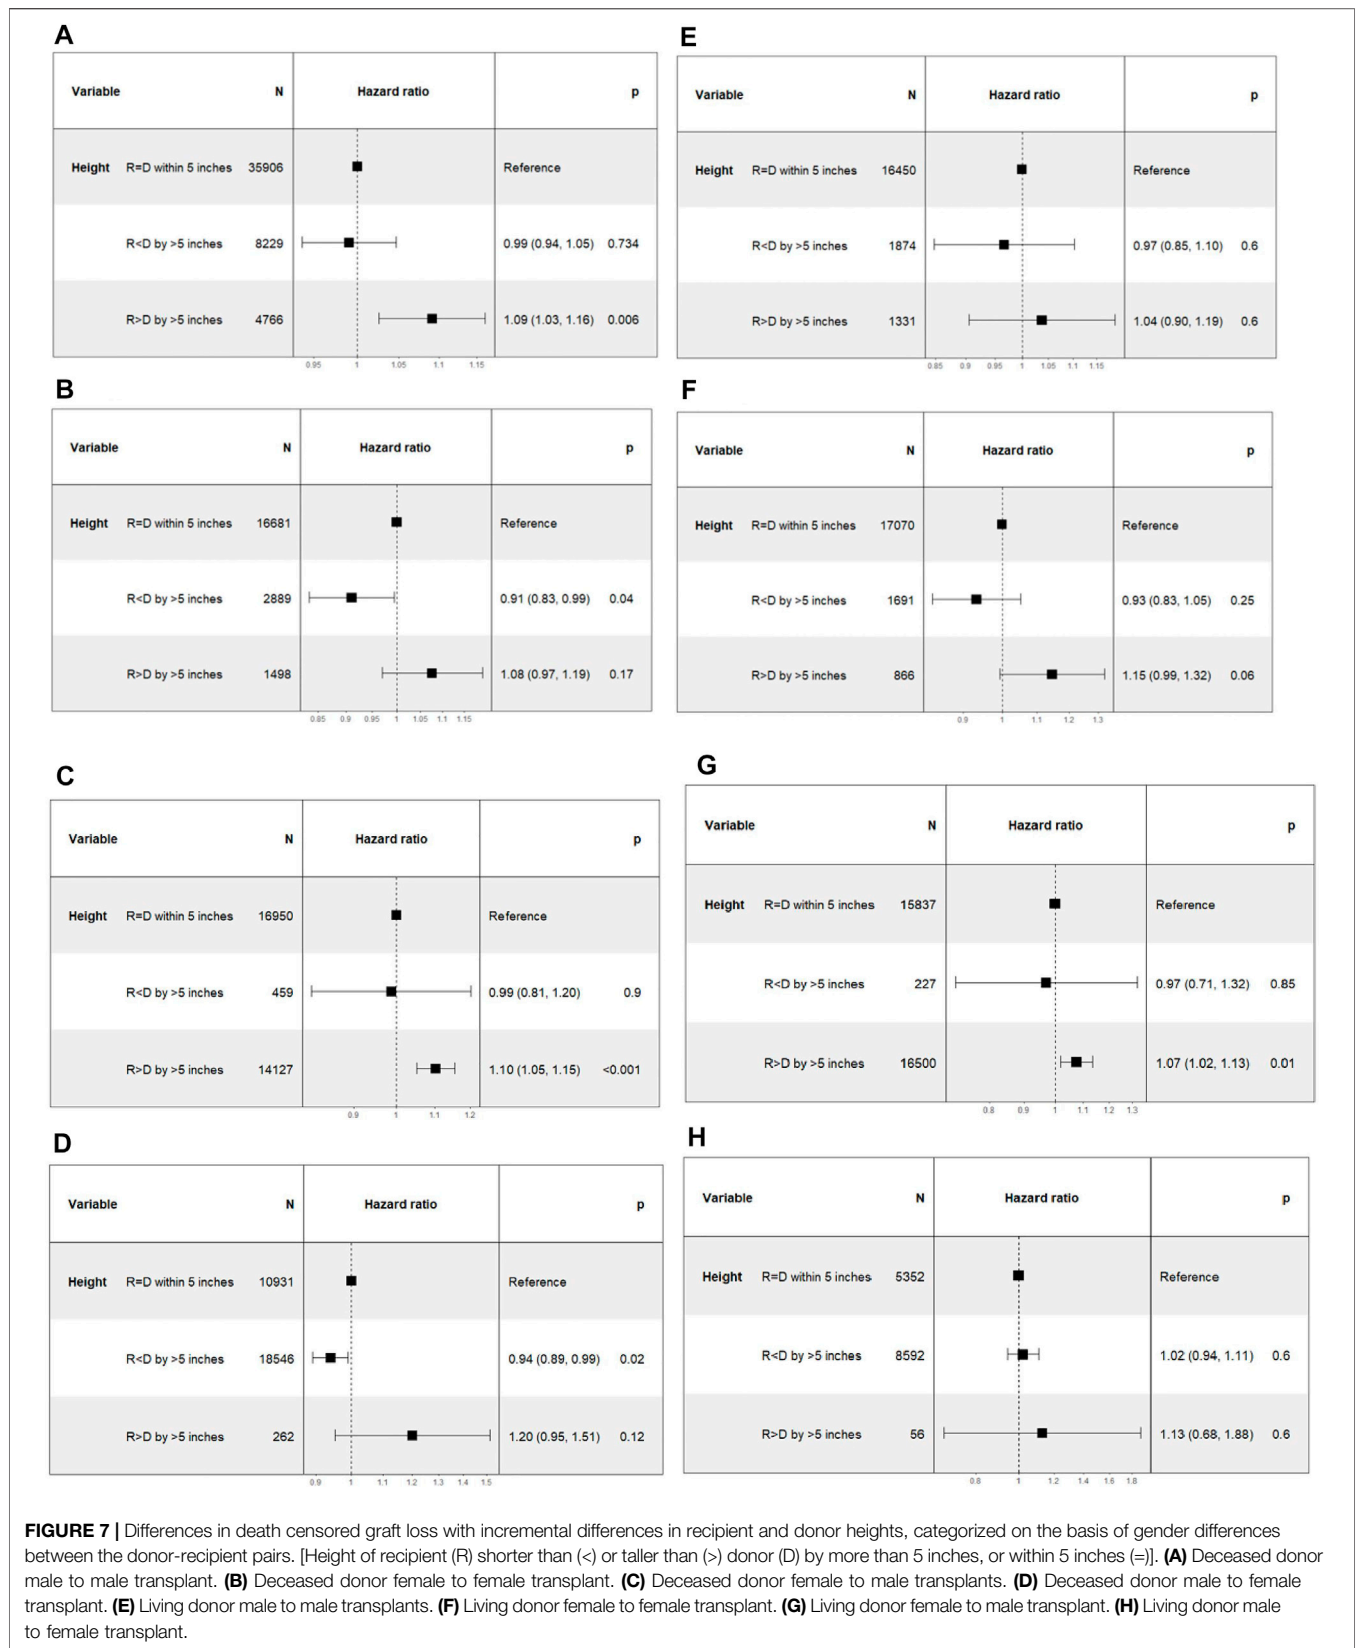 A
Variable N Hazard ratio p
Height R=D within 5 inches 35906 Reference
R<D by >5 inches 8229 0.99 (0.94, 1.05) 0.734
R>D by >5 inches 4766 1.09 (1.03, 1.16) 0.006
0.95 1 1.05 1.1 1.15
E
Variable N Hazard ratio p
Height R=D within 5 inches 16450 Reference
R<D by >5 inches 1874 0.97 (0.85, 1.10) 0.6
R>D by >5 inches 1331 1.04 (0.90, 1.19) 0.6
0.85 0.9 0.95 1 1.05 1.1 1.15
B
Variable N Hazard ratio p
Height R=D within 5 inches 16681 Reference
R<D by >5 inches 2889 0.91 (0.83, 0.99) 0.04
R>D by >5 inches 1498 1.08 (0.97, 1.19) 0.17
0.85 0.9 0.95 1 1.05 1.1 1.15
F
Variable N Hazard ratio p
Height R=D within 5 inches 17070 Reference
R<D by >5 inches 1691 0.93 (0.83, 1.05) 0.25
R>D by >5 inches 866 1.15 (0.99, 1.32) 0.06
0.9 1 1.1 1.2 1.3
C
Variable N Hazard ratio p
Height R=D within 5 inches 16950 Reference
R<D by >5 inches 459 0.99 (0.81, 1.20) 0.9
R>D by >5 inches 14127 1.10 (1.05, 1.15) <0.001
0.9 1 1.1 1.2
G
Variable N Hazard ratio p
Height R=D within 5 inches 15837 Reference
R<D by >5 inches 227 0.97 (0.71, 1.32) 0.85
R>D by >5 inches 16500 1.07 (1.02, 1.13) 0.01
0.8 0.9 1 1.1 1.2 1.3
D
Variable N Hazard ratio p
Height R=D within 5 inches 10931 Reference
R<D by >5 inches 18546 0.94 (0.89, 0.99) 0.02
R>D by >5 inches 262 1.20 (0.95, 1.51) 0.12
0.9 1 1.1 1.2 1.3 1.4 1.5
H
Variable N Hazard ratio p
Height R=D within 5 inches 5352 Reference
R<D by >5 inches 8592 1.02 (0.94, 1.11) 0.6
R>D by >5 inches 56 1.13 (0.68, 1.88) 0.6
0.8 1 1.2 1.4 1.6 1.8
FIGURE 7 | Differences in death censored graft loss with incremental differences in recipient and donor heights, categorized on the basis of gender differences
between the donor-recipient pairs. [Height of recipient (R) shorter than (<) or taller than (>) donor (D) by more than 5 inches, or within 5 inches (=)]. (A) Deceased donor
male to male transplant. (B) Deceased donor female to female transplant. (C) Deceased donor female to male transplants. (D) Deceased donor male to female
transplant. (E) Living donor male to male transplants. (F) Living donor female to female transplant. (G) Living donor female to male transplant. (H) Living donor male
to female transplant.